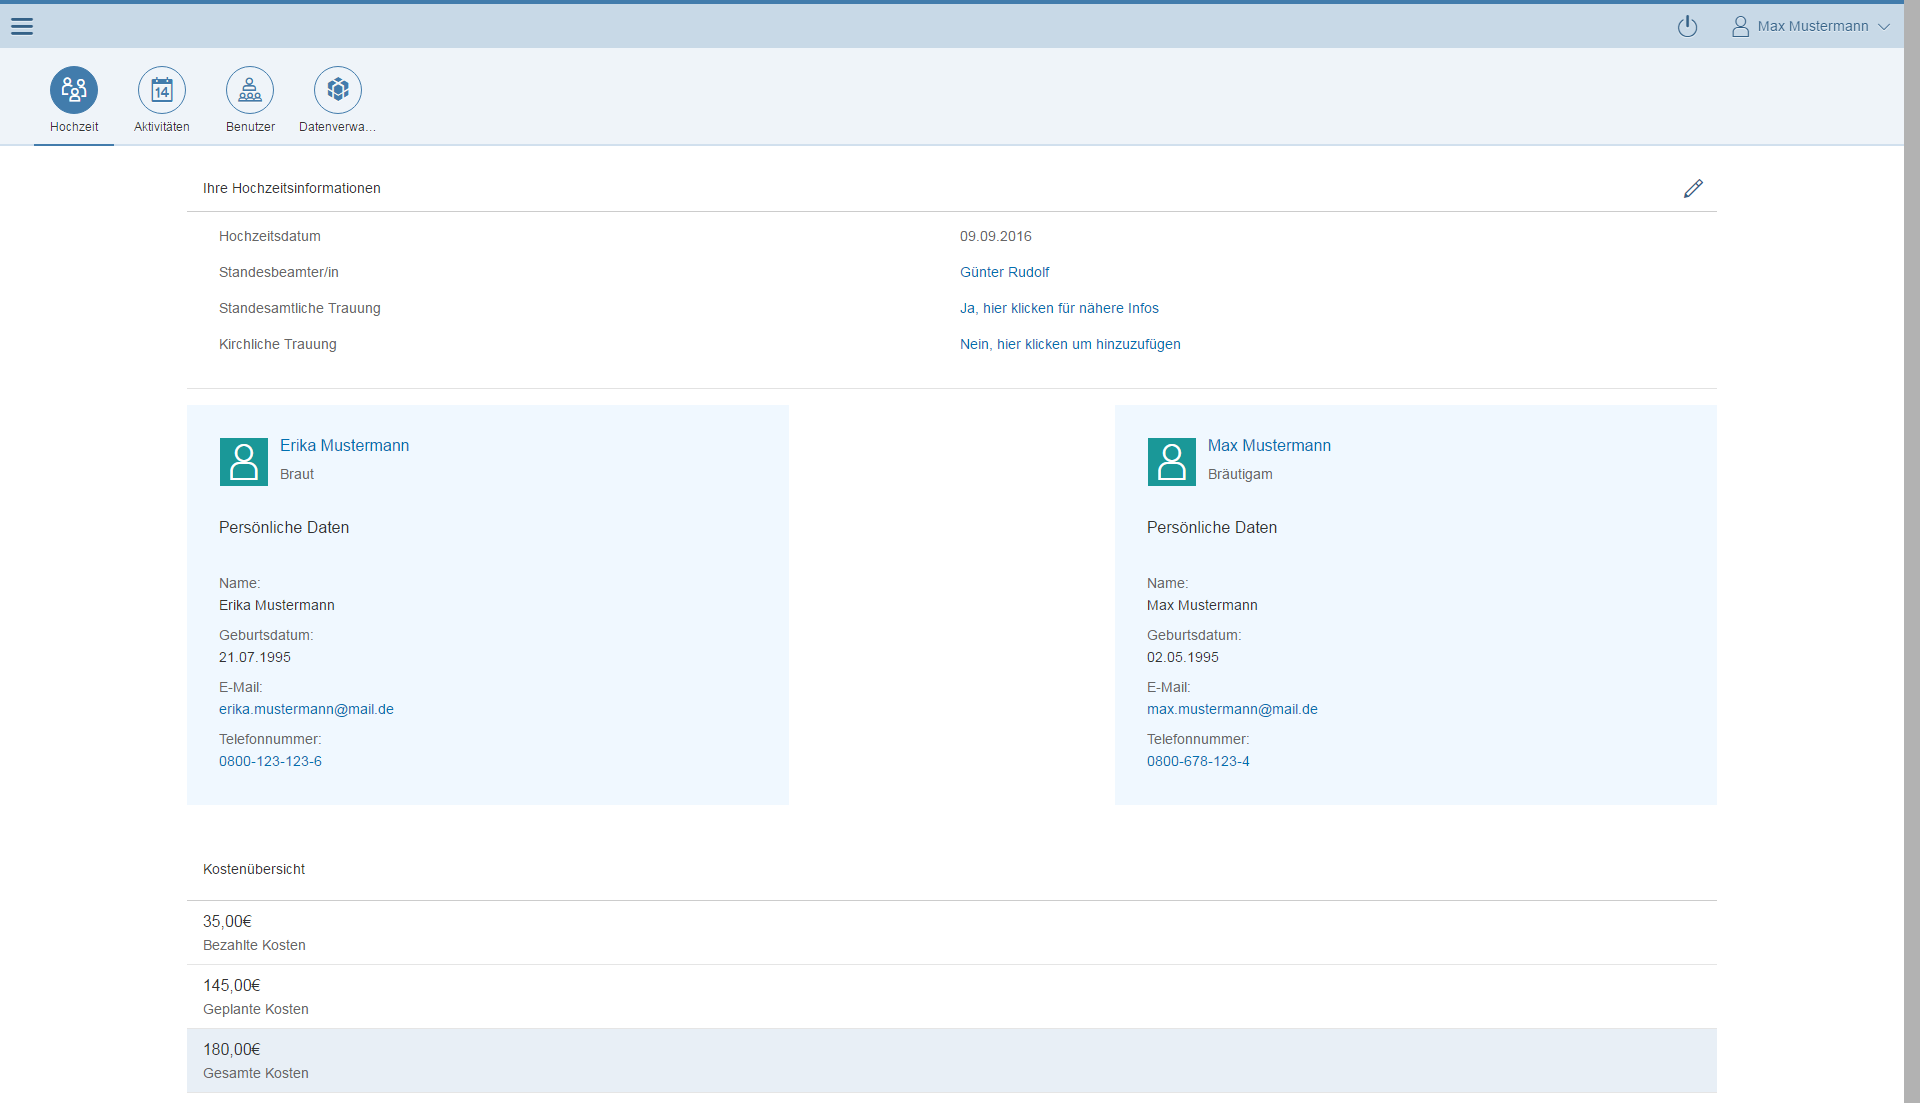 Max Mustermann
14
Hochzeit
Aktivitäten
Benutzer
Datenverwa...
Ihre Hochzeitsinformationen
Hochzeitsdatum 09.09.2016
Standesbeamter/in Günter Rudolf
Standesamtliche Trauung Ja, hier klicken für nähere Infos
Kirchliche Trauung Nein, hier klicken um hinzuzufügen
Erika Mustermann
Braut
Persönliche Daten
Name:
Erika Mustermann
Geburtsdatum:
21.07.1995
E-Mail:
erika.mustermann@mail.de
Telefonnummer:
0800-123-123-6
Max Mustermann
Bräutigam
Persönliche Daten
Name:
Max Mustermann
Geburtsdatum:
02.05.1995
E-Mail:
max.mustermann@mail.de
Telefonnummer:
0800-678-123-4
Kostenübersicht
35,00€
Bezahlte Kosten
145,00€
Geplante Kosten
180,00€
Gesamte Kosten